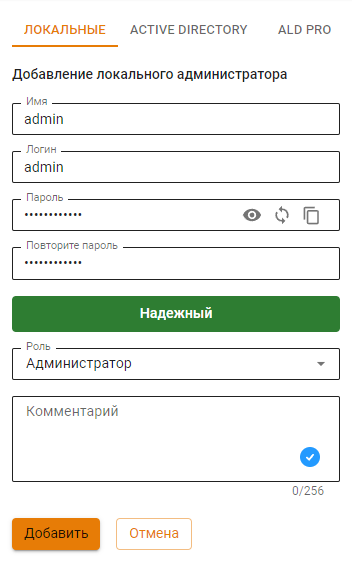 ЛОКАЛЬНЫЕ ACTIVE DIRECTORY ALD PRO
Добавление локального администратора
Имя
admin
Логин
admin
Пароль
••••••••••••
Повторите пароль
••••••••••••
Надежный
Роль
Администратор
Комментарий
0/256
Добавить Отмена